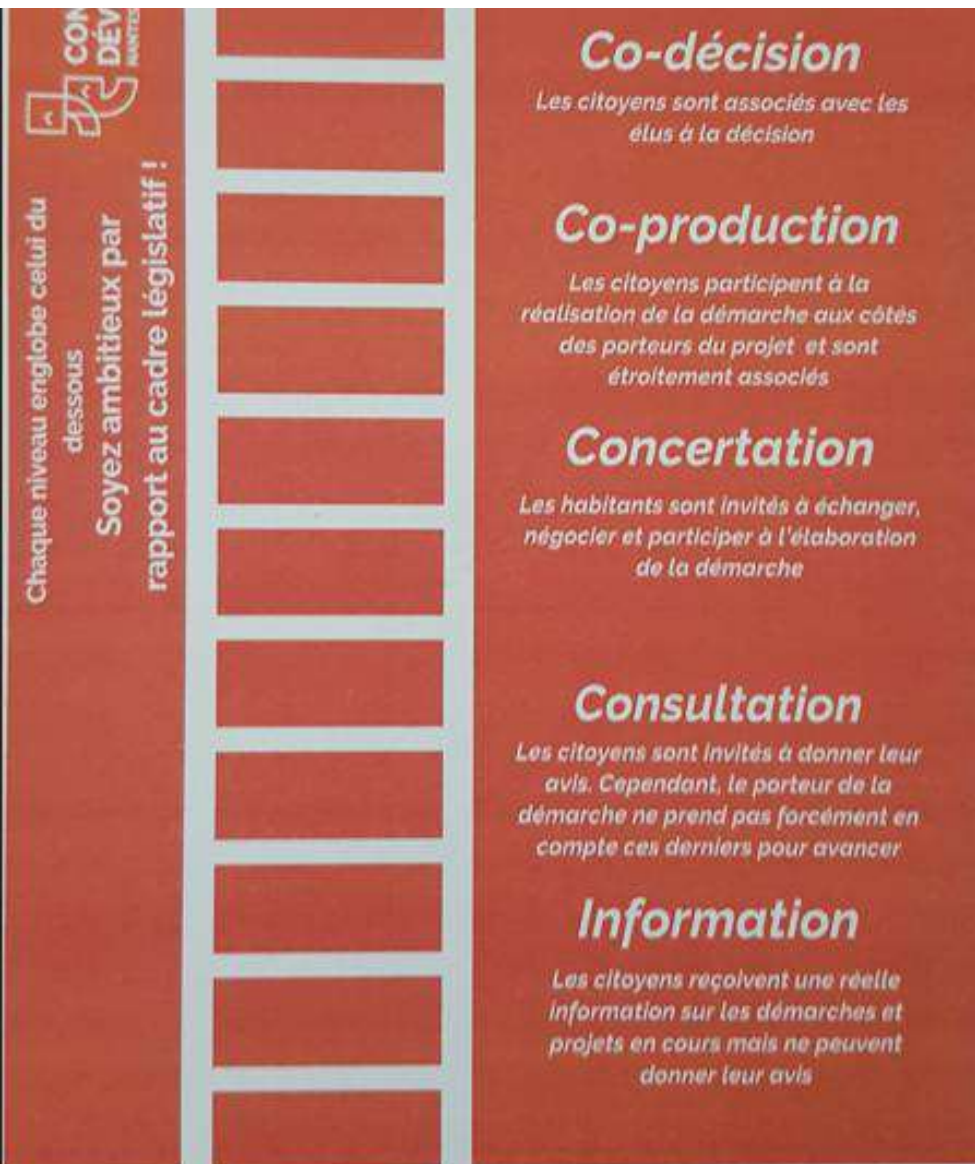 CON
DÉV
NANTES
Chaque niveau englobe celui du
dessous
Soyez ambitieux par
rapport au cadre législatif !
Co-décision
Les citoyens sont associés avec les
élus à la décision
Co-production
Les citoyens participent à la
réalisation de la démarche aux côtés
des porteurs du projet et sont
étroitement associés
Concertation
Les habitants sont invités à échanger,
négocier et participer à l'élaboration
de la démarche
Consultation
Les citoyens sont invités à donner leur
avis. Cependant, le porteur de la
démarche ne prend pas forcément en
compte ces derniers pour avancer
Information
Les citoyens reçoivent une réelle
information sur les démarches et
projets en cours mais ne peuvent
donner leur avis